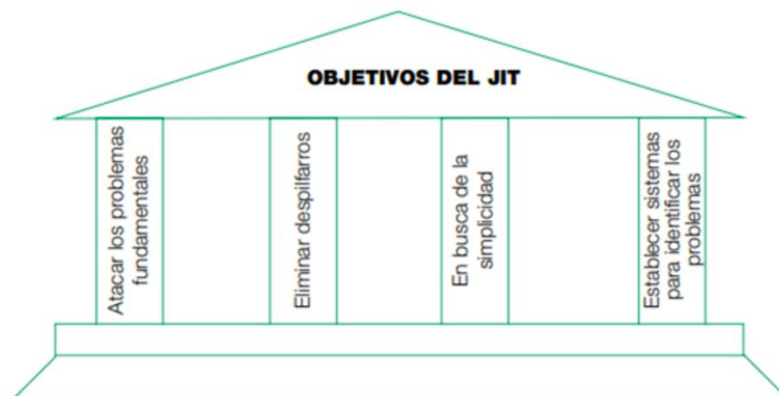 OBJETIVOS DEL JIT
Atacar los problemas
fundamentales
Eliminar despilfarros
En busca de la
simplicidad
Establecer sistemas
para identificar los
problemas